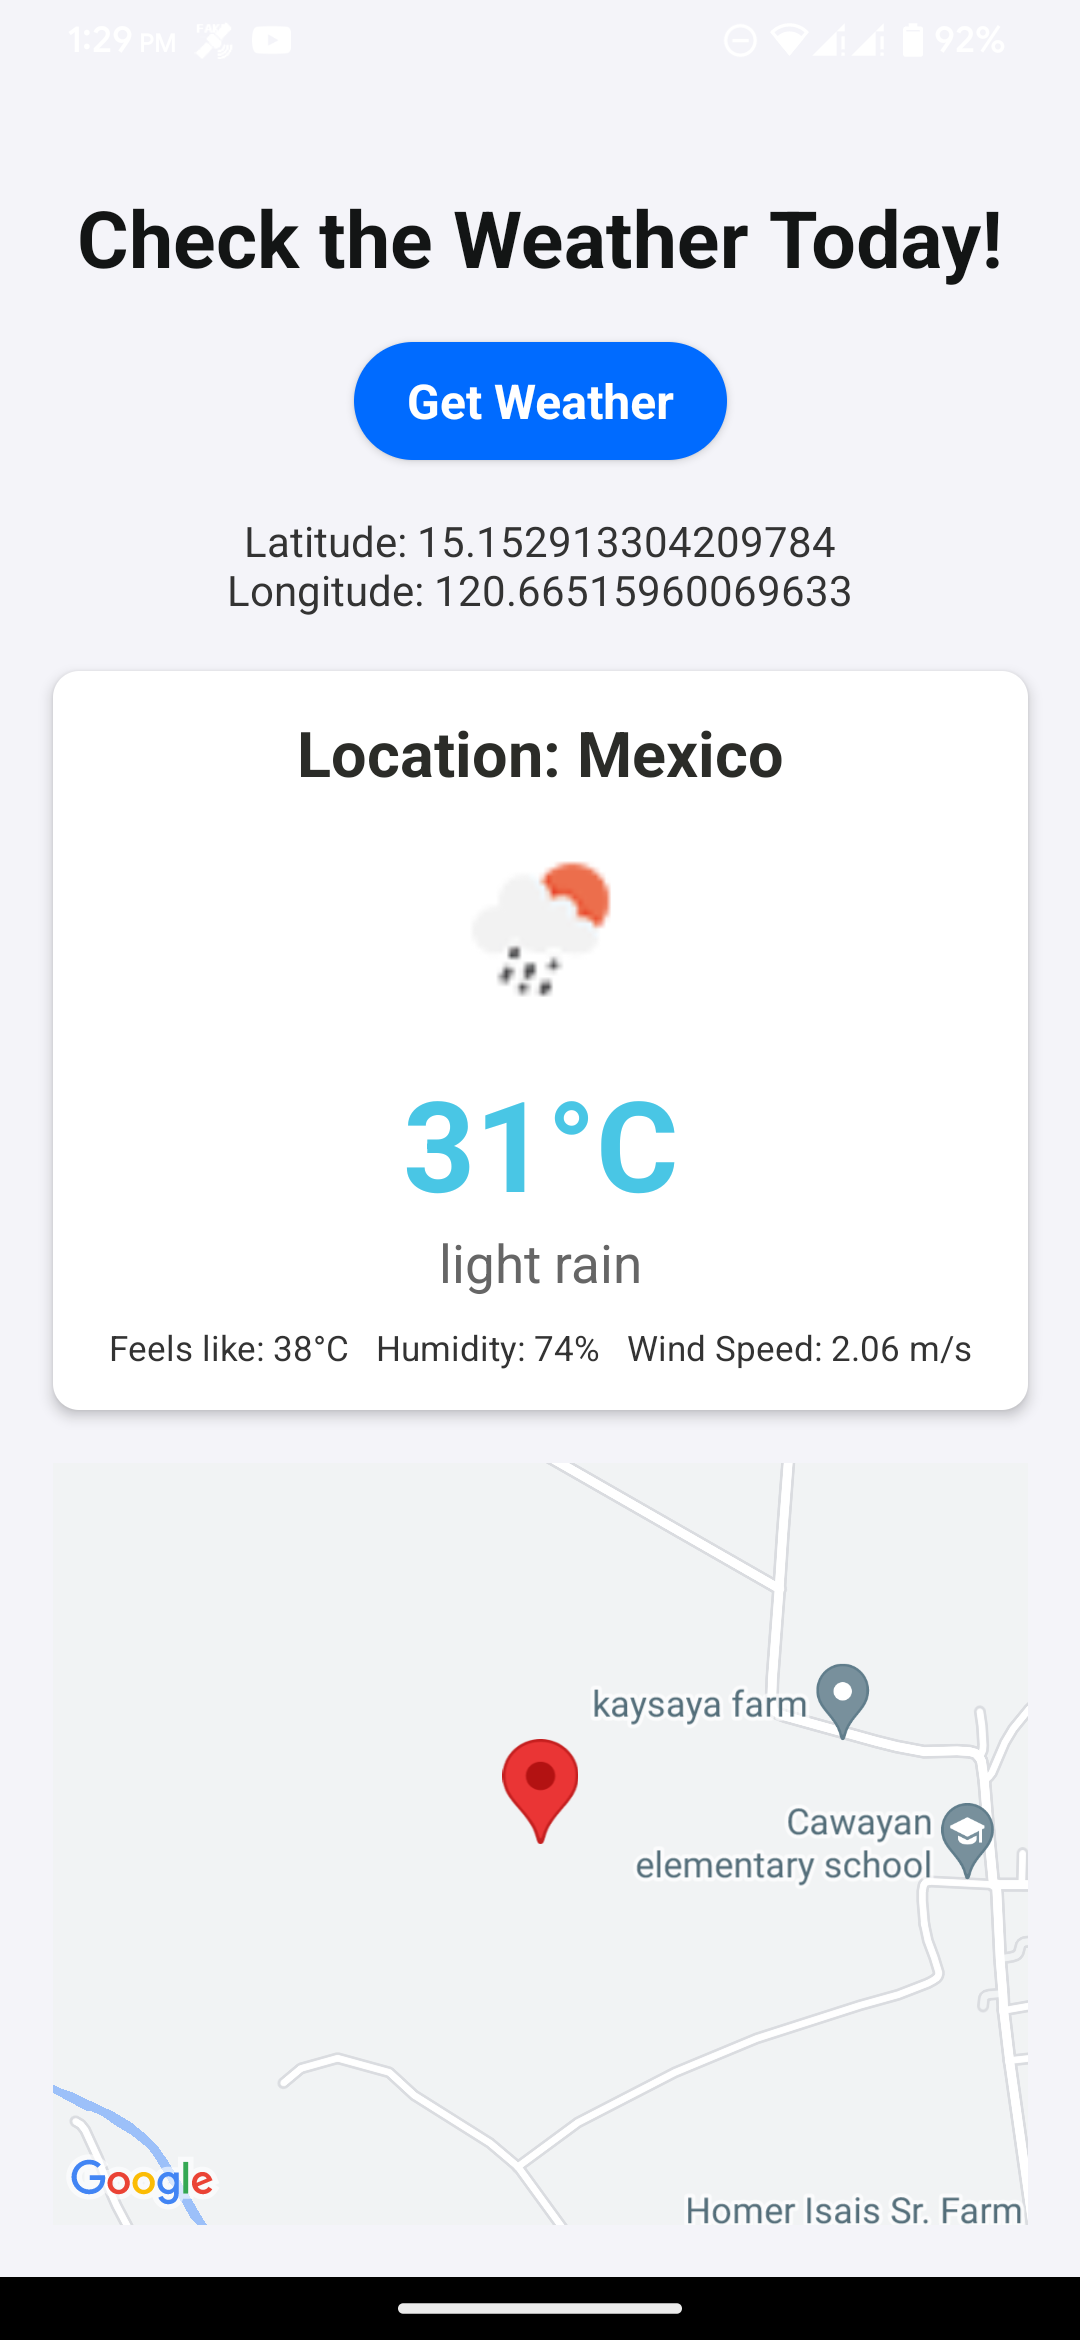 1:29 PM FAKE 92%
Check the Weather Today!
Get Weather
Latitude: 15.152913304209784
Longitude: 120.66515960069633
Location: Mexico
31°C
light rain
Feels like: 38°C Humidity: 74% Wind Speed: 2.06 m/s
kaysaya farm
Cawayan
elementary school
Google
Homer Isais Sr. Farm